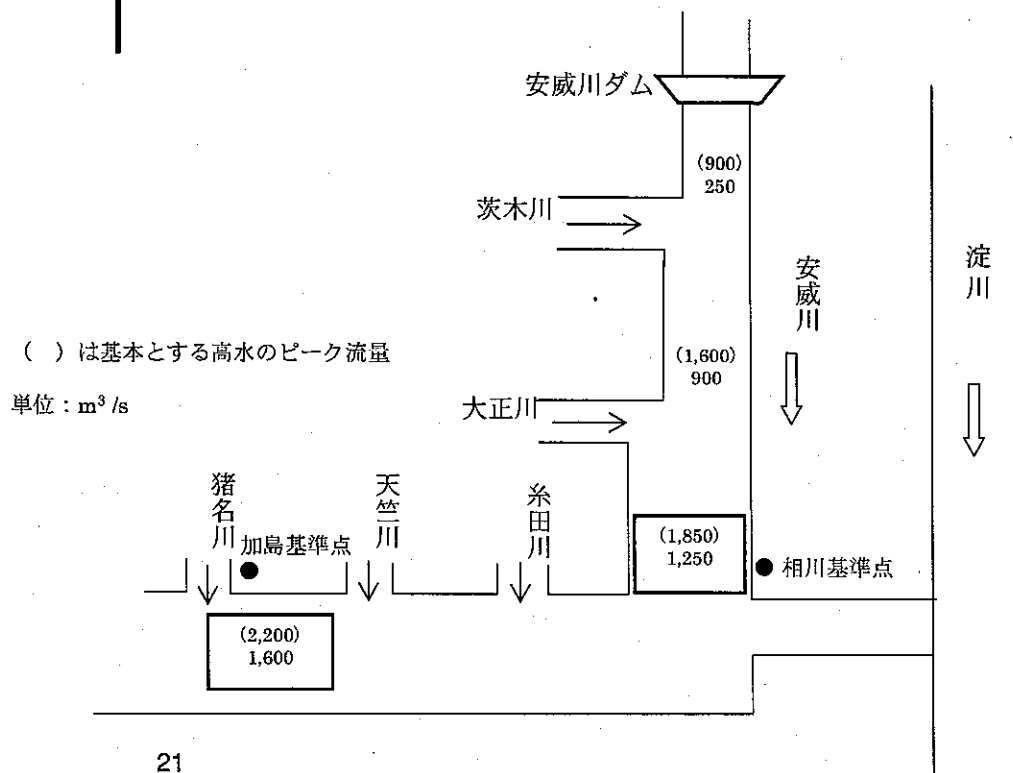 安威川ダム
(900)
250
茨木川
安威川
淀川
( )は基本とする高水のピーク流量
単位：m³/s
(1,600)
900
大正川
猪名川
加島基準点
天竺川
糸田川
(1,850)
1,250
相川基準点
(2,200)
1,600
21